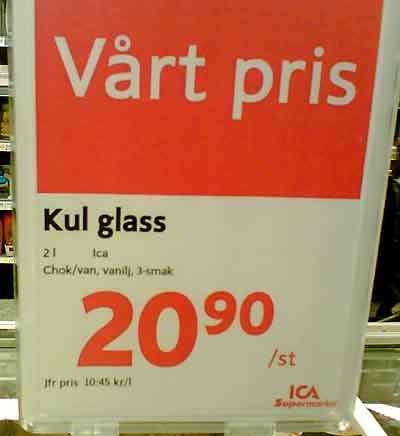 Vårt pris
Kul glass
2 l Ica
Chok/van, vanilj, 3-smak
20 90 /st
Jfr pris 10:45 kr/l
ICA
Supermarket